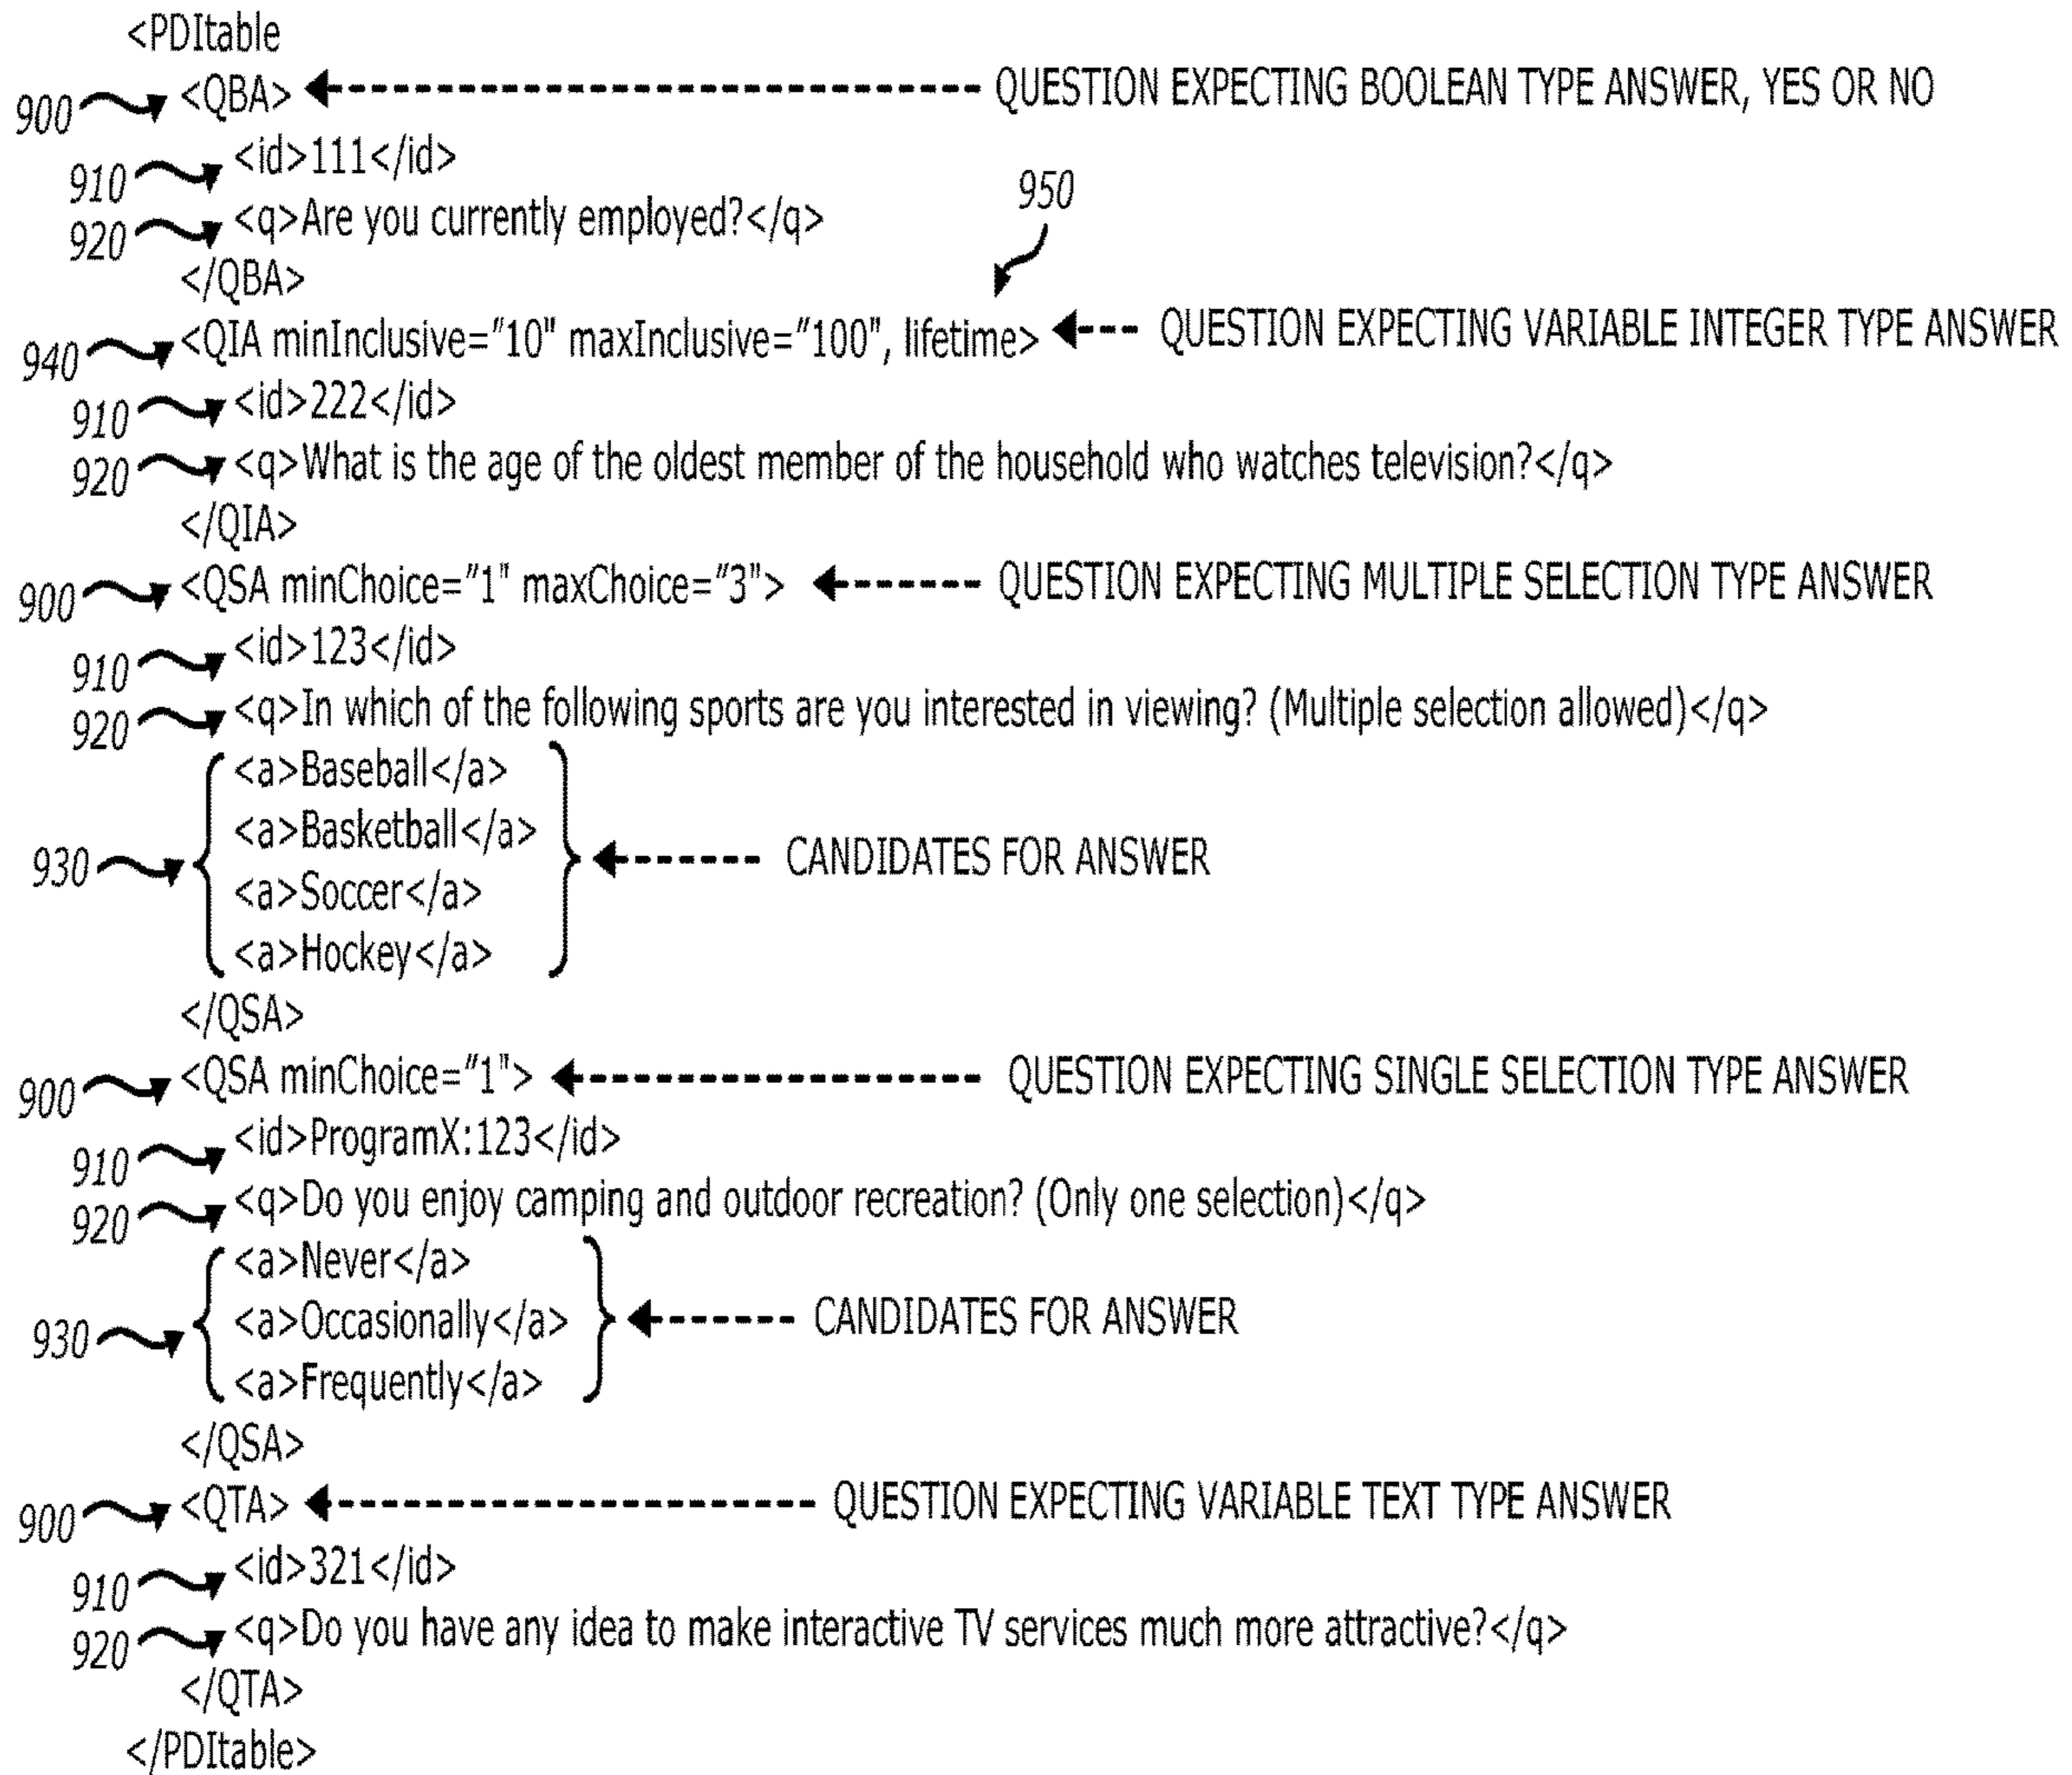 <PDItable
900 <QBA> QUESTION EXPECTING BOOLEAN TYPE ANSWER, YES OR NO
910 <id>111</id>
950
920 <q>Are you currently employed?</q>
</QBA>
940 <QIA minInclusive="10" maxInclusive="100", lifetime> QUESTION EXPECTING VARIABLE INTEGER TYPE ANSWER
910 <id>222</id>
920 <q>What is the age of the oldest member of the household who watches television?</q>
</QIA>
900 <QSA minChoice="1" maxChoice="3"> QUESTION EXPECTING MULTIPLE SELECTION TYPE ANSWER
910 <id>123</id>
920 <q>In which of the following sports are you interested in viewing? (Multiple selection allowed)</q>
<a>Baseball</a>
<a>Basketball</a>
930 CANDIDATES FOR ANSWER
<a>Soccer</a>
<a>Hockey</a>
</QSA>
900 <QSA minChoice="1"> QUESTION EXPECTING SINGLE SELECTION TYPE ANSWER
910 <id>ProgramX:123</id>
920 <q>Do you enjoy camping and outdoor recreation? (Only one selection)</q>
<a>Never</a>
930 <a>Occasionally</a> CANDIDATES FOR ANSWER
<a>Frequently</a>
</QSA>
900 <QTA> QUESTION EXPECTING VARIABLE TEXT TYPE ANSWER
910 <id>321</id>
920 <q>Do you have any idea to make interactive TV services much more attractive?</q>
</QTA>
</PDItable>